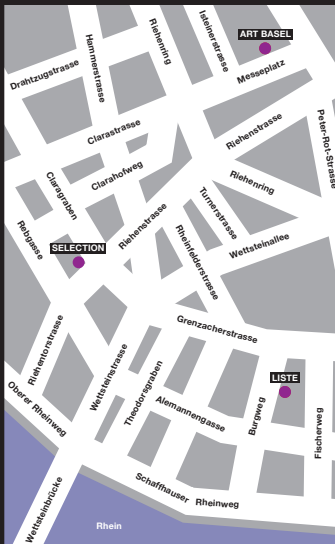 Isteinerstrasse
Riehenring
ART BASEL
Hammerstrasse
Messeplatz
Drahtzugstrasse
Peter-Rot-Strasse
Clarastrasse
Riehenstrasse
Clarahofweg
Riehenring
Claragraben
Turnerstrasse
Rebgasse
Riehenstrasse
SELECTION
Wettsteinallee
Rheinfelderstrasse
Grenzacherstrasse
Riehentorstrasse
Wettsteinstrasse
Theodorsgraben
LISTE
Oberer Rheinweg
Alemannengasse
Burgweg
Fischerweg
Schaffhauser Rheinweg
Wettsteinbrücke
Rhein